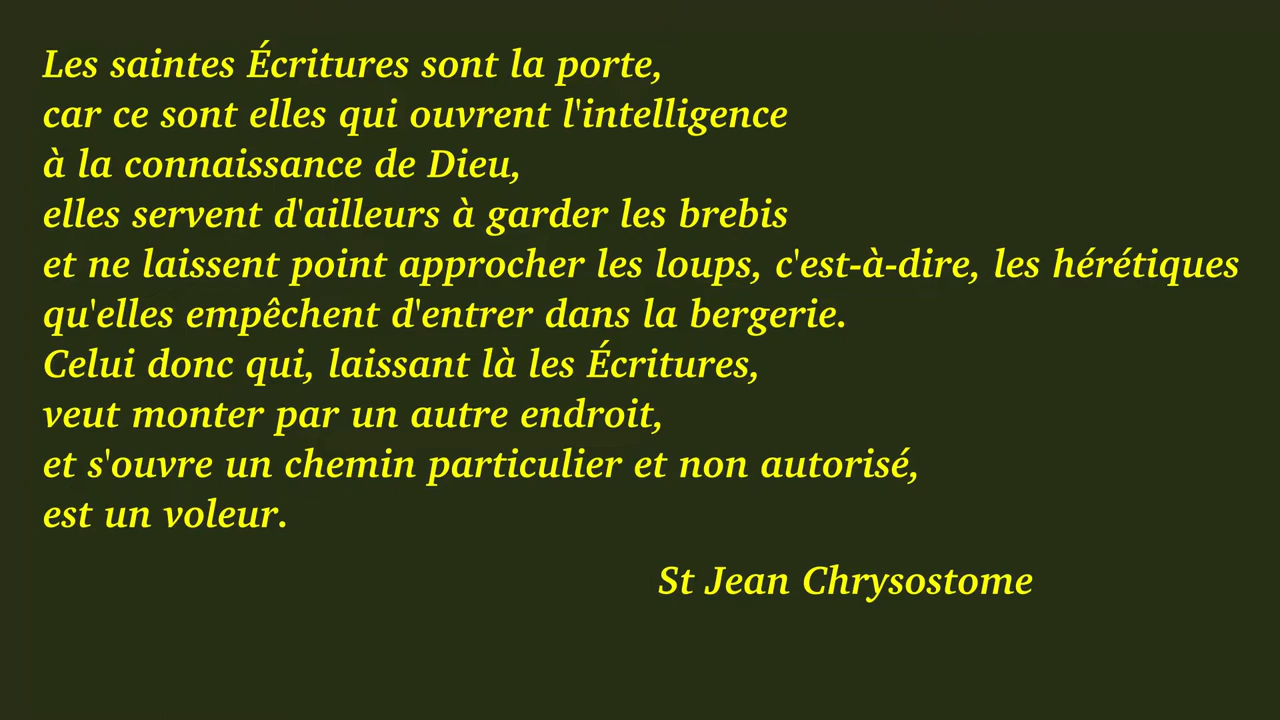 Les saintes Écritures sont la porte,
car ce sont elles qui ouvrent l'intelligence
à la connaissance de Dieu,
elles servent d'ailleurs à garder les brebis
et ne laissent point approcher les loups, c'est-à-dire, les hérétiques
qu'elles empêchent d'entrer dans la bergerie.
Celui donc qui, laissant là les Écritures,
veut monter par un autre endroit,
et s'ouvre un chemin particulier et non autorisé,
est un voleur.
St Jean Chrysostome